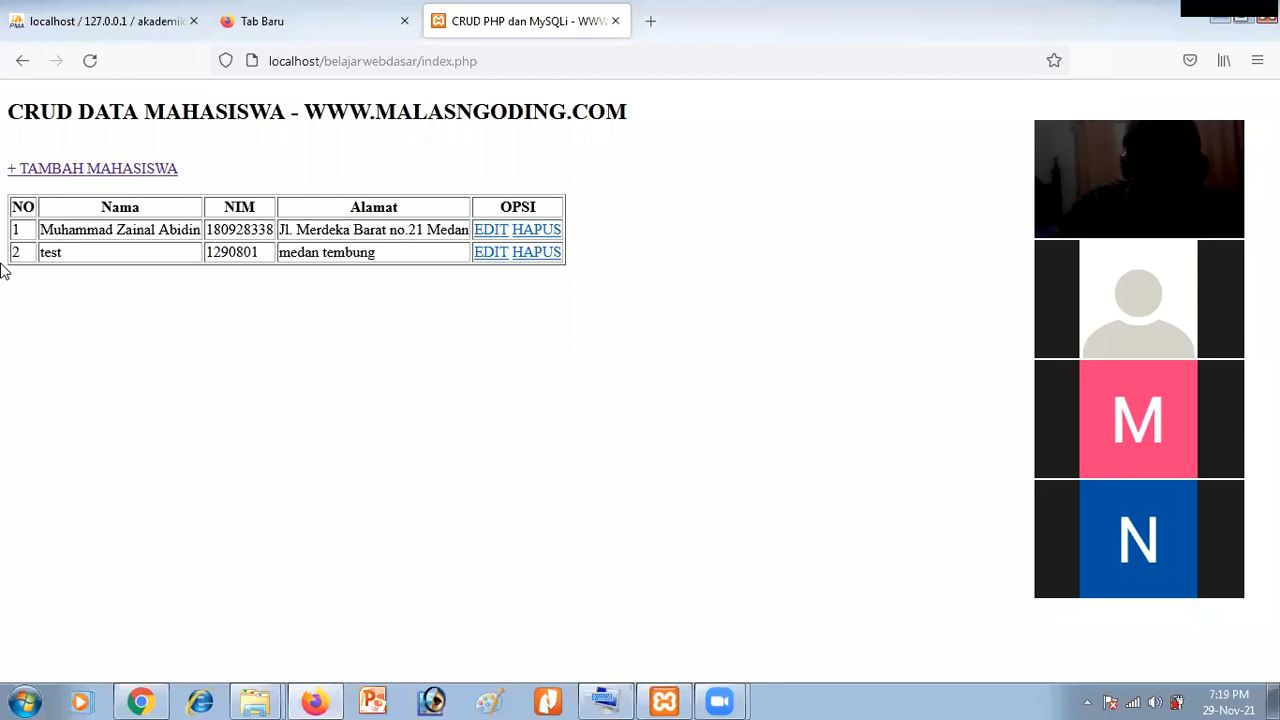 localhost / 127.0.0.1 / akademik
Tab Baru
CRUD PHP dan MySQLi - WWW
localhost/belajarwebdasar/index.php
CRUD DATA MAHASISWA - WWW.MALASNGODING.COM
+ TAMBAH MAHASISWA
NO Nama NIM Alamat OPSI
1 Muhammad Zainal Abidin 180928338 Jl. Merdeka Barat no.21 Medan EDIT HAPUS
2 test 1290801 medan tembung EDIT HAPUS
M
N
7:19 PM
29-Nov-21